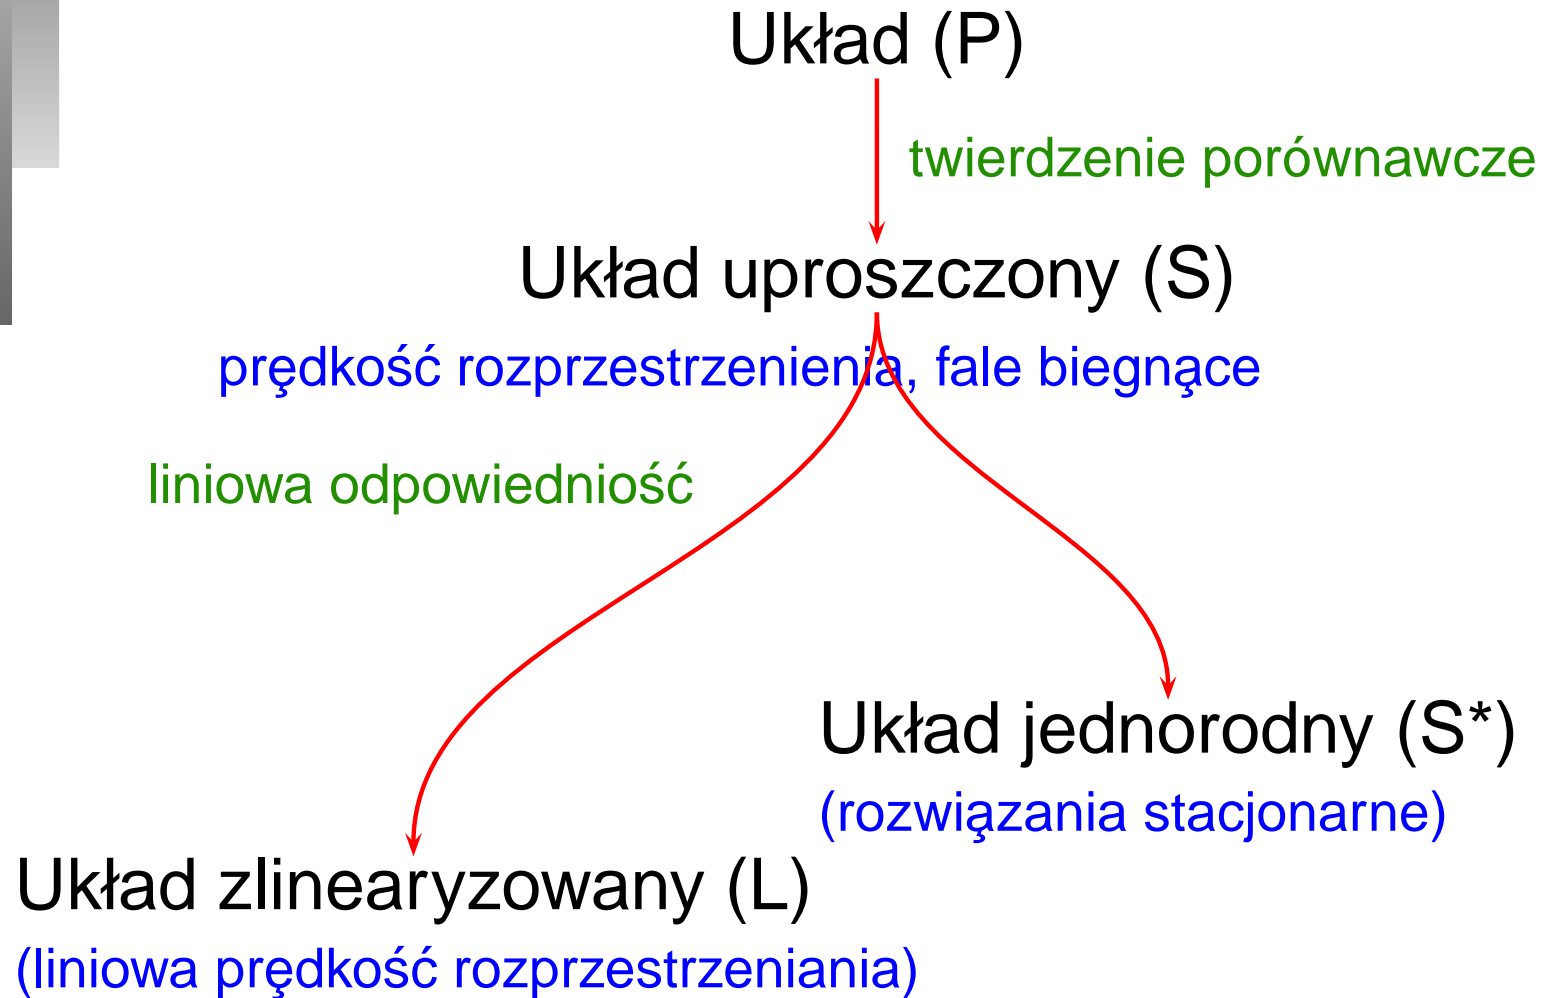 Układ (P)
twierdzenie porównawcze
Układ uproszczony (S)
prędkość rozprzestrzenienia, fale biegnące
liniowa odpowiedniość
Układ jednorodny (S*)
(rozwiązania stacjonarne)
Układ zlinearyzowany (L)
(liniowa prędkość rozprzestrzeniania)